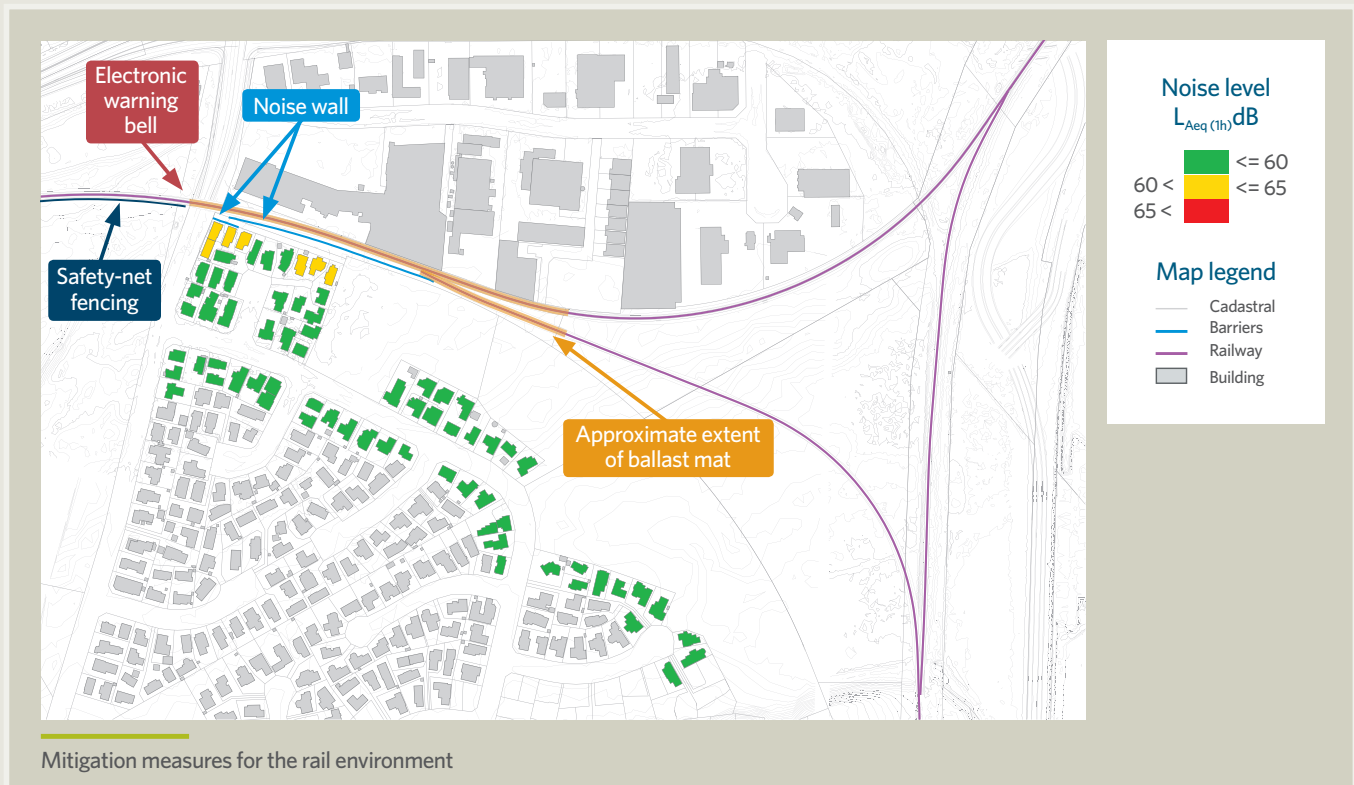 Electronic
warning
bell
Noise wall
Safety-net
fencing
Approximate extent
of ballast mat
Noise level
LAeq (1h)dB
<= 60
60 <
<= 65
65 <
Map legend
Cadastral
Barriers
Railway
Building
Mitigation measures for the rail environment